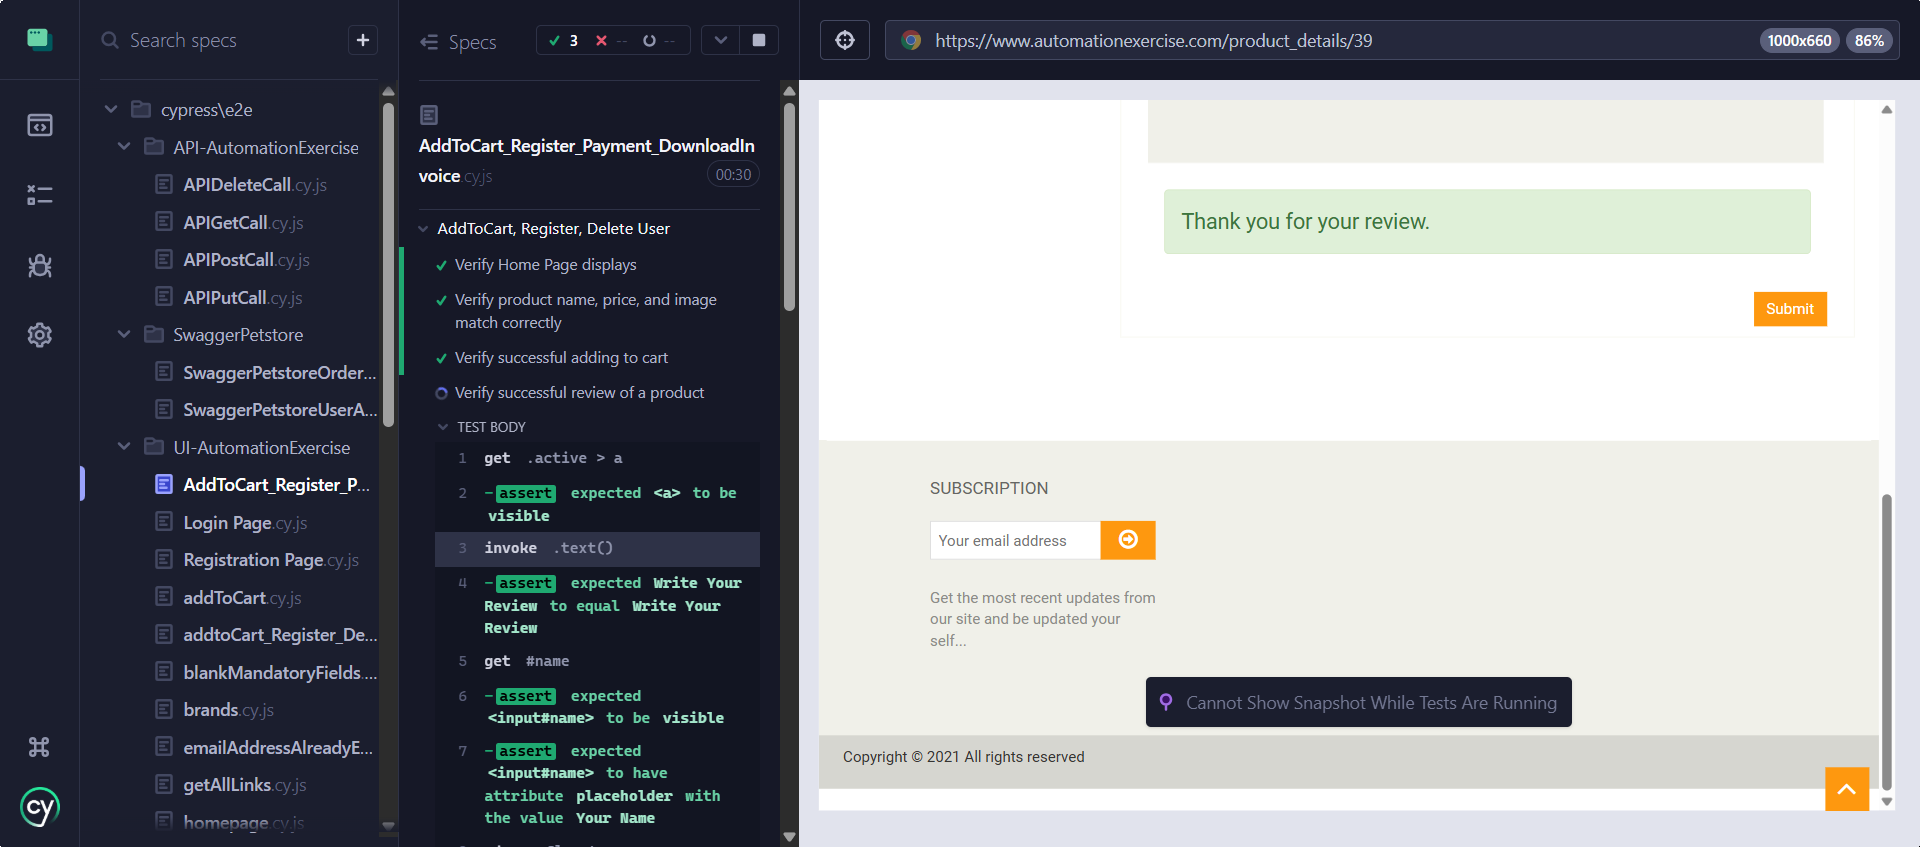 Search specs
+
cypress\e2e
API-AutomationExercise
APIDeleteCall.cy.js
APIGetCall.cy.js
APIPostCall.cy.js
APIPutCall.cy.js
SwaggerPetstore
SwaggerPetstoreOrder...
SwaggerPetstoreUserA...
UI-AutomationExercise
AddToCart_Register_P...
Login Page.cy.js
Registration Page.cy.js
addToCart.cy.js
addtoCart_Register_De...
blankMandatoryFields....
brands.cy.js
emailAddressAlreadyE...
getAllLinks.cy.js
homepage.cy.js
cy
Specs
3 -- --
AddToCart_Register_Payment_DownloadIn
voice.cy.js 00:30
AddToCart, Register, Delete User
Verify Home Page displays
Verify product name, price, and image
match correctly
Verify successful adding to cart
Verify successful review of a product
TEST BODY
1 get .active > a
2 -assert expected <a> to be
visible
3 invoke .text()
4 -assert expected Write Your
Review to equal Write Your
Review
5 get #name
6 -assert expected
<input#name> to be visible
7 -assert expected
<input#name> to have
attribute placeholder with
the value Your Name
https://www.automationexercise.com/product_details/39
1000x660 86%
Thank you for your review.
Submit
SUBSCRIPTION
Your email address
Get the most recent updates from
our site and be updated your
self...
Cannot Show Snapshot While Tests Are Running
Copyright © 2021 All rights reserved